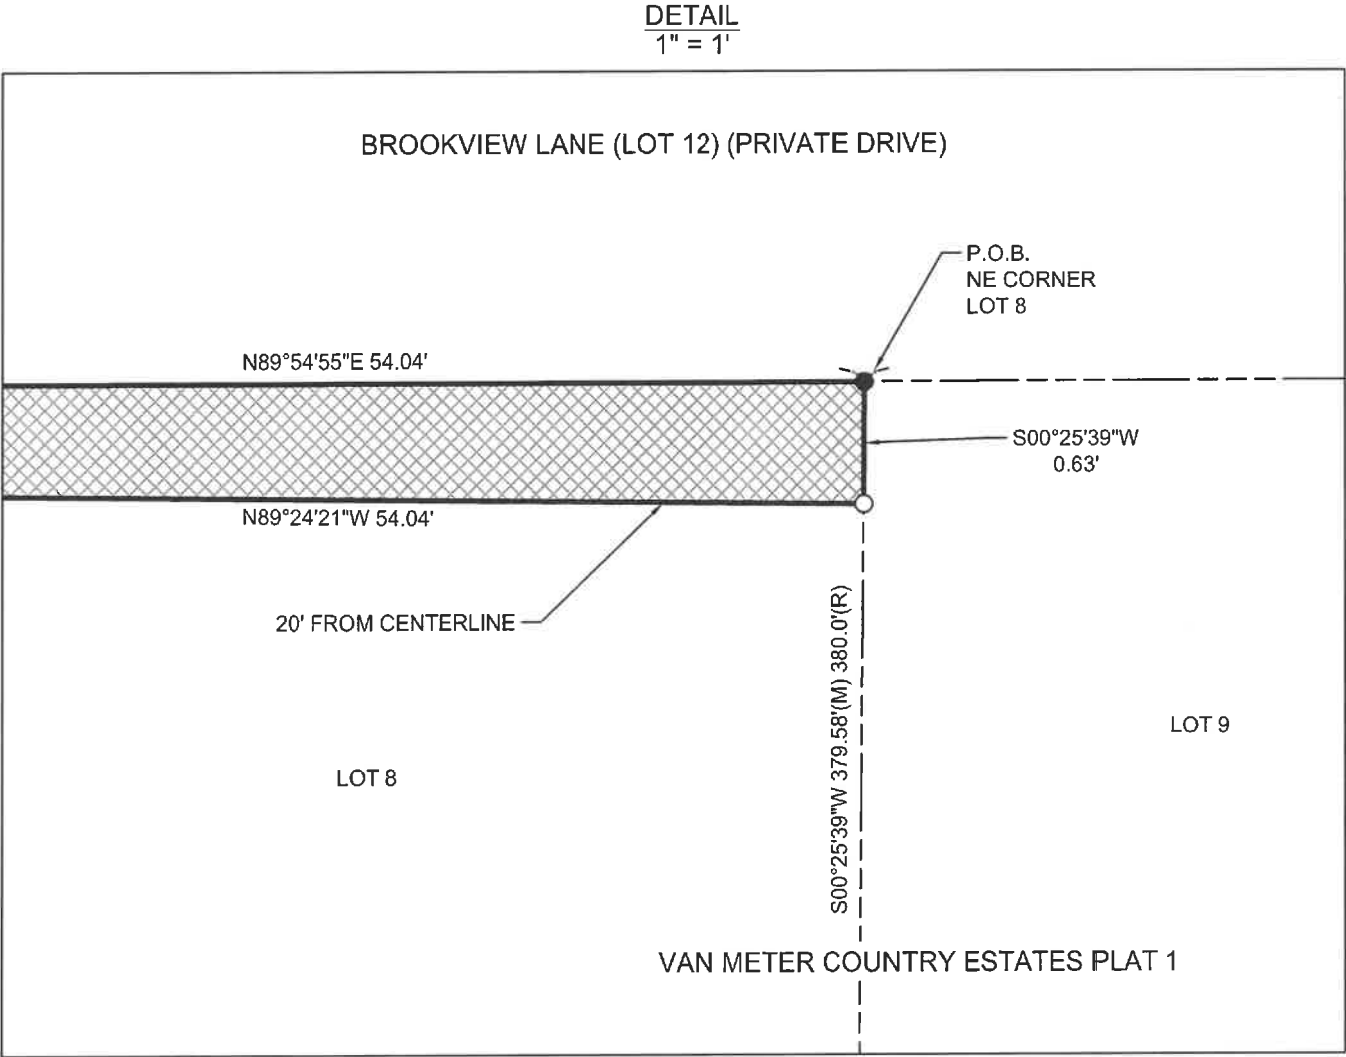 DETAIL
1" = 1'
BROOKVIEW LANE (LOT 12) (PRIVATE DRIVE)
P.O.B.
NE CORNER
LOT 8
N89°54'55"E 54.04'
S00°25'39"W
0.63'
N89°24'21"W 54.04'
20' FROM CENTERLINE
S00°25'39"W 379.58'(M) 380.0'(R)
LOT 9
LOT 8
VAN METER COUNTRY ESTATES PLAT 1